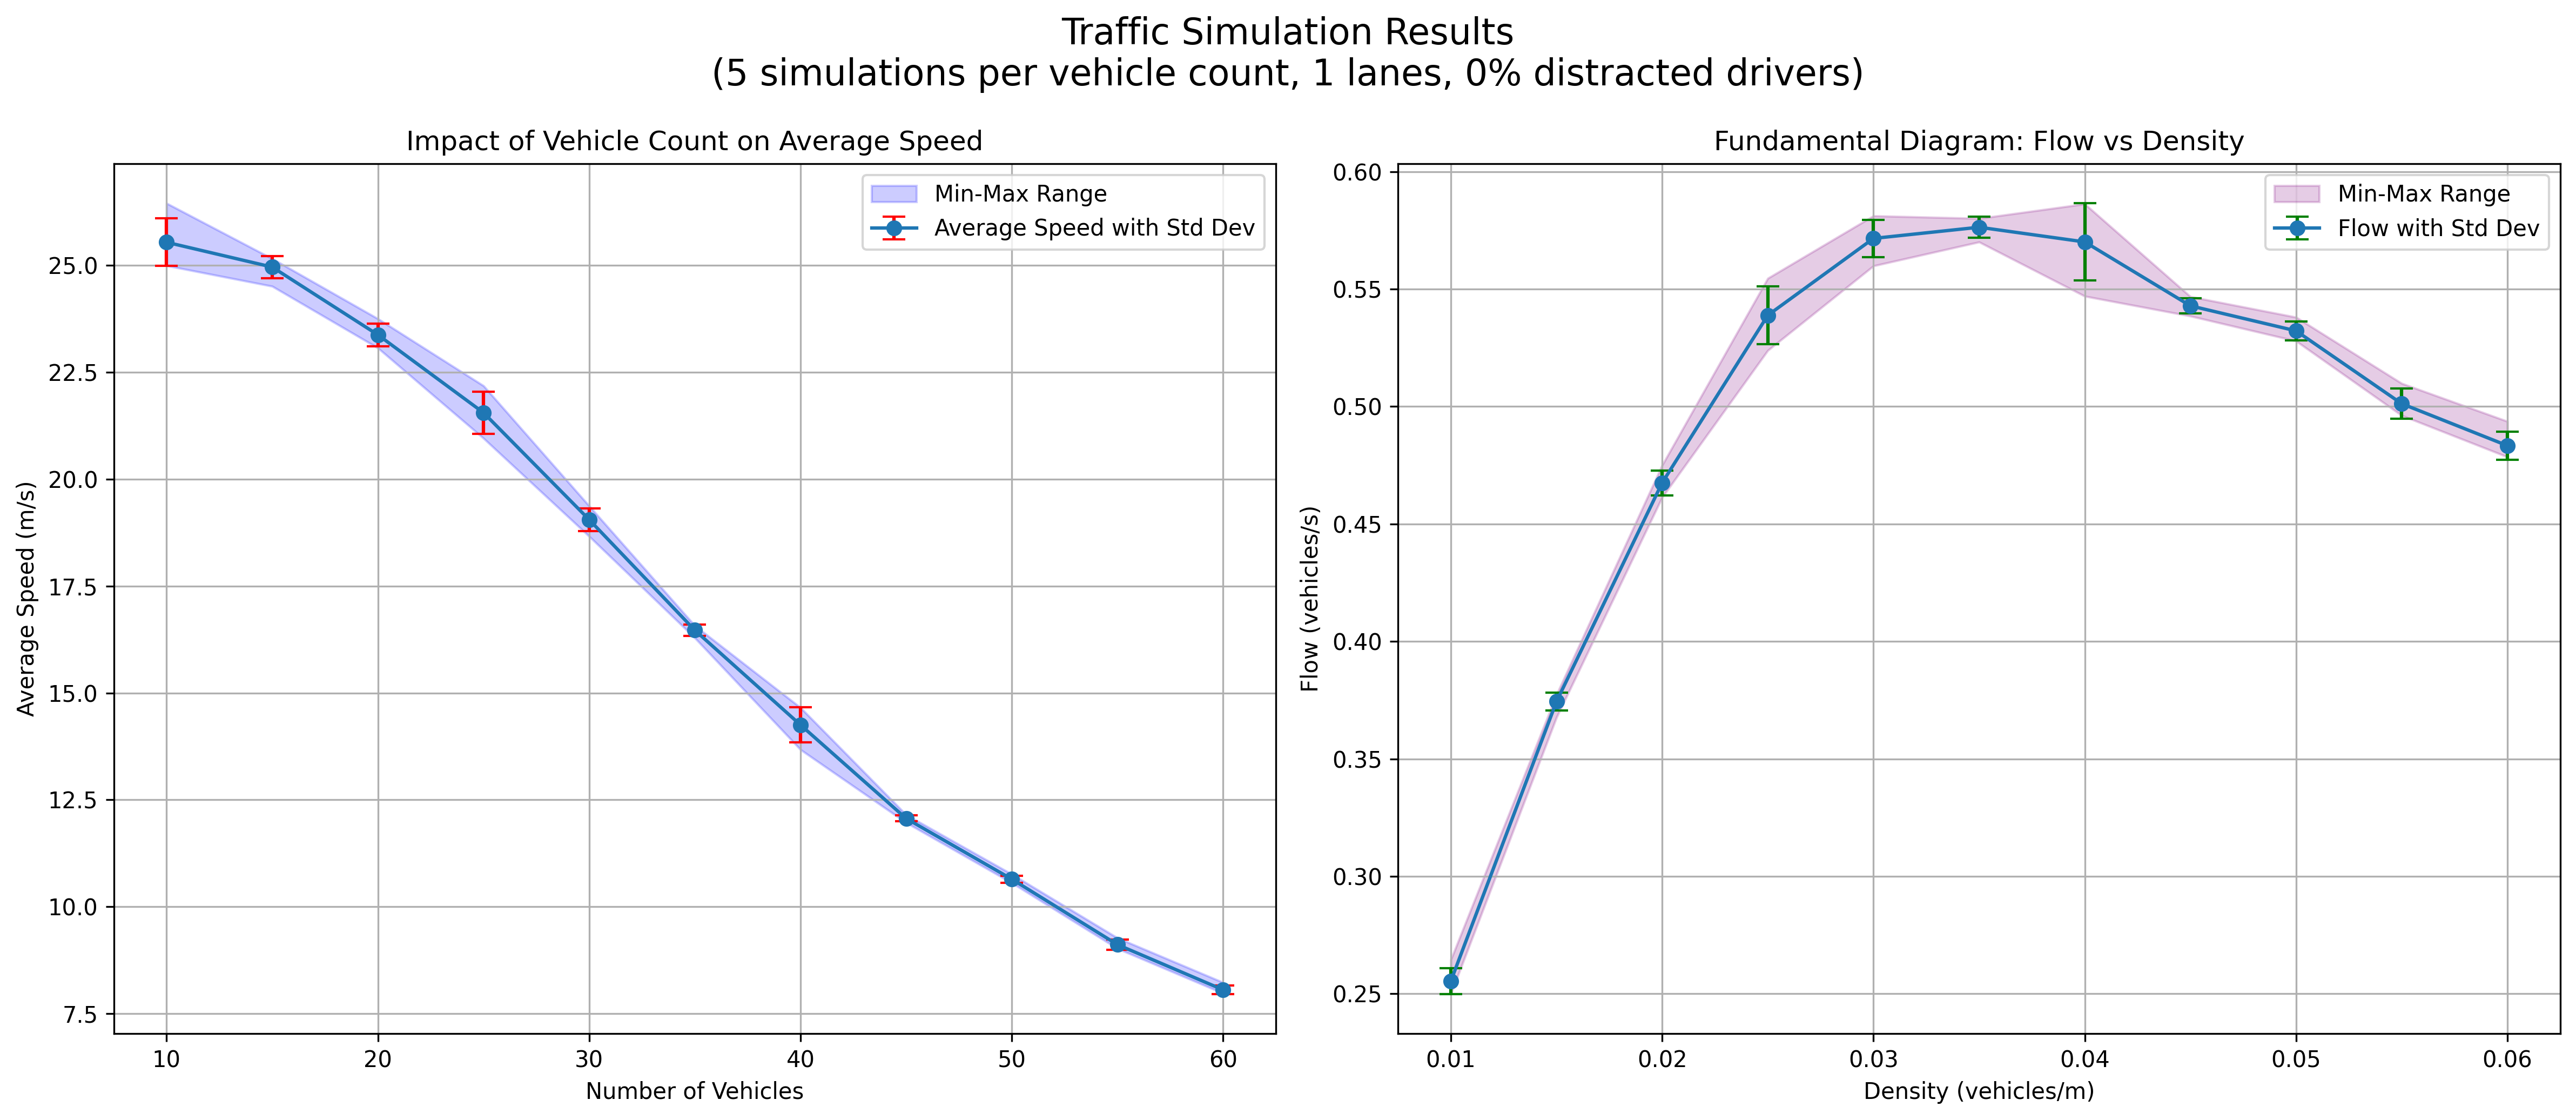 Traffic Simulation Results
(5 simulations per vehicle count, 1 lanes, 0% distracted drivers)
Impact of Vehicle Count on Average Speed
Min-Max Range
Average Speed with Std Dev
Average Speed (m/s)
25.0
22.5
20.0
17.5
15.0
12.5
10.0
7.5
10 20 30 40 50 60
Number of Vehicles
Fundamental Diagram: Flow vs Density
Min-Max Range
Flow with Std Dev
Flow (vehicles/s)
0.60
0.55
0.50
0.45
0.40
0.35
0.30
0.25
0.01 0.02 0.03 0.04 0.05 0.06
Density (vehicles/m)